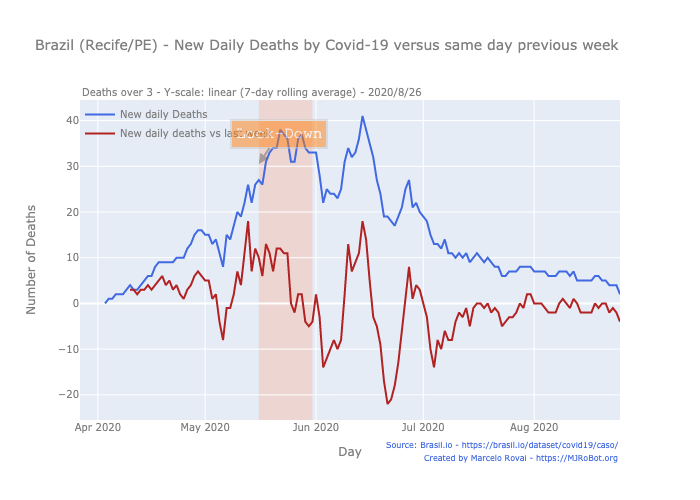 Brazil (Recife/PE) - New Daily Deaths by Covid-19 versus same day previous week
Deaths over 3 - Y-scale: linear (7-day rolling average) - 2020/8/26
New daily Deaths
New daily deaths vs last week
Lock-Down
Number of Deaths
40
30
20
10
0
−10
−20
Apr 2020
May 2020
Jun 2020
Jul 2020
Aug 2020
Day
Source: Brasil.io - https://brasil.io/dataset/covid19/caso/
Created by Marcelo Rovai - https://MJRoBot.org